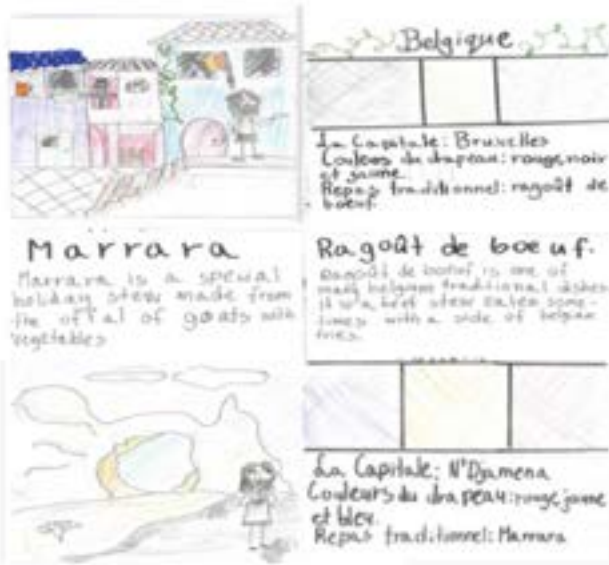 Belgique
La Capitale: Bruxelles
Couleurs du drapeau: rouge, noir
et jaune.
Repas traditionnel: ragoût de
boeuf.
Marrara
Marrara is a special
holiday stew made from
the offal of goats with
vegetables
Ragoût de boeuf.
Ragoût de boeuf is one of
many belgium traditional dishes
it is a beef stew eaten some-
times with a side of belgian
fries.
La Capitale: N'Djamena
Couleurs du drapeau: rouge, jaune
et bleu
Repas traditionnel: Marrara